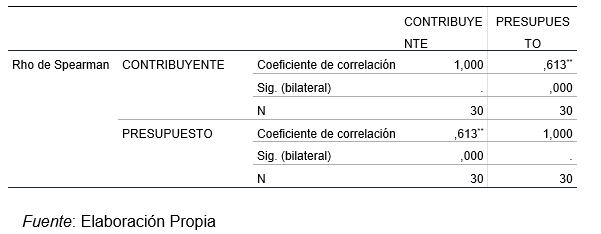 CONTRIBUYE PRESUPUES
NTE TO
Rho de Spearman CONTRIBUYENTE Coeficiente de correlación 1,000 ,613**
Sig. (bilateral) . ,000
N 30 30
PRESUPUESTO Coeficiente de correlación ,613** 1,000
Sig. (bilateral) ,000 .
N 30 30
Fuente: Elaboración Propia